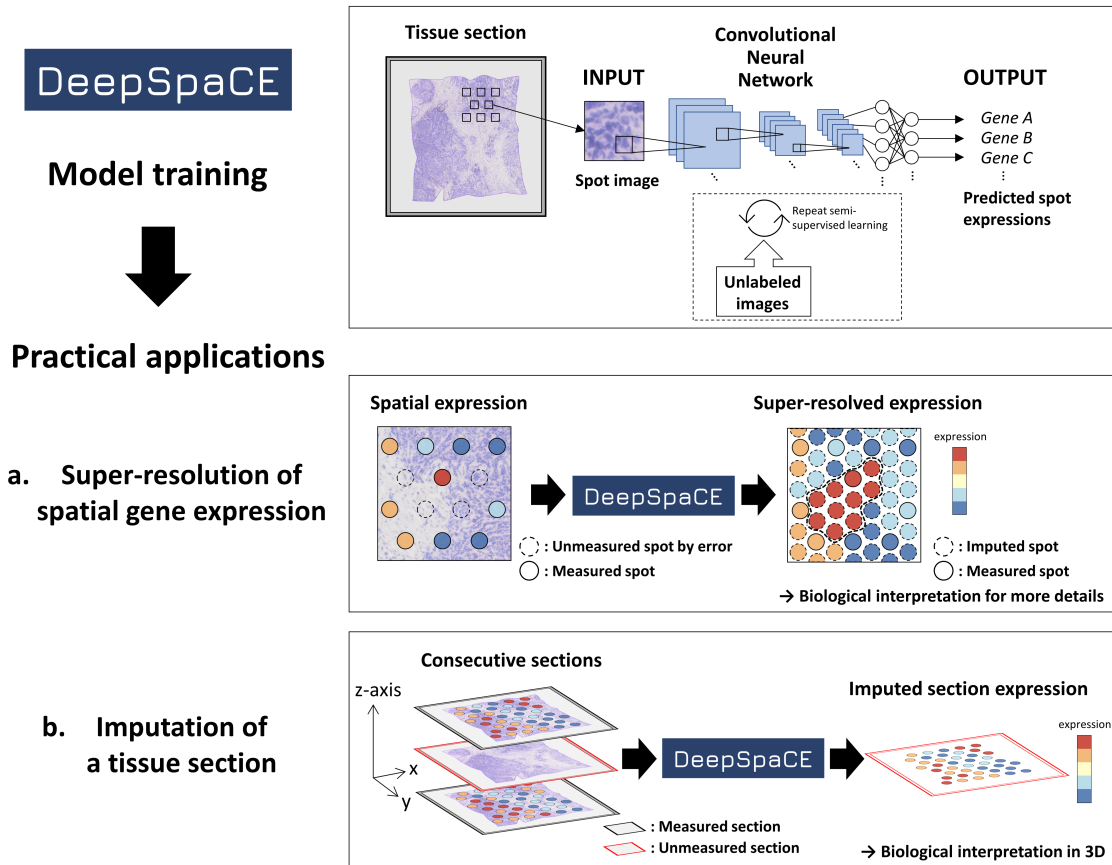 DeepSpaCE
Model training
Practical applications
Tissue section
INPUT
Spot image
Convolutional
Neural
Network
OUTPUT
Gene A
Gene B
Gene C
Predicted spot
expressions
Repeat semi-
supervised learning
Unlabeled
images
a. Super-resolution of
spatial gene expression
Spatial expression
DeepSpaCE
Super-resolved expression
expression
: Unmeasured spot by error
: Measured spot
: Imputed spot
: Measured spot
→ Biological interpretation for more details
b. Imputation of
a tissue section
Consecutive sections
z-axis
x
y
DeepSpaCE
Imputed section expression
expression
: Measured section
: Unmeasured section
→ Biological interpretation in 3D